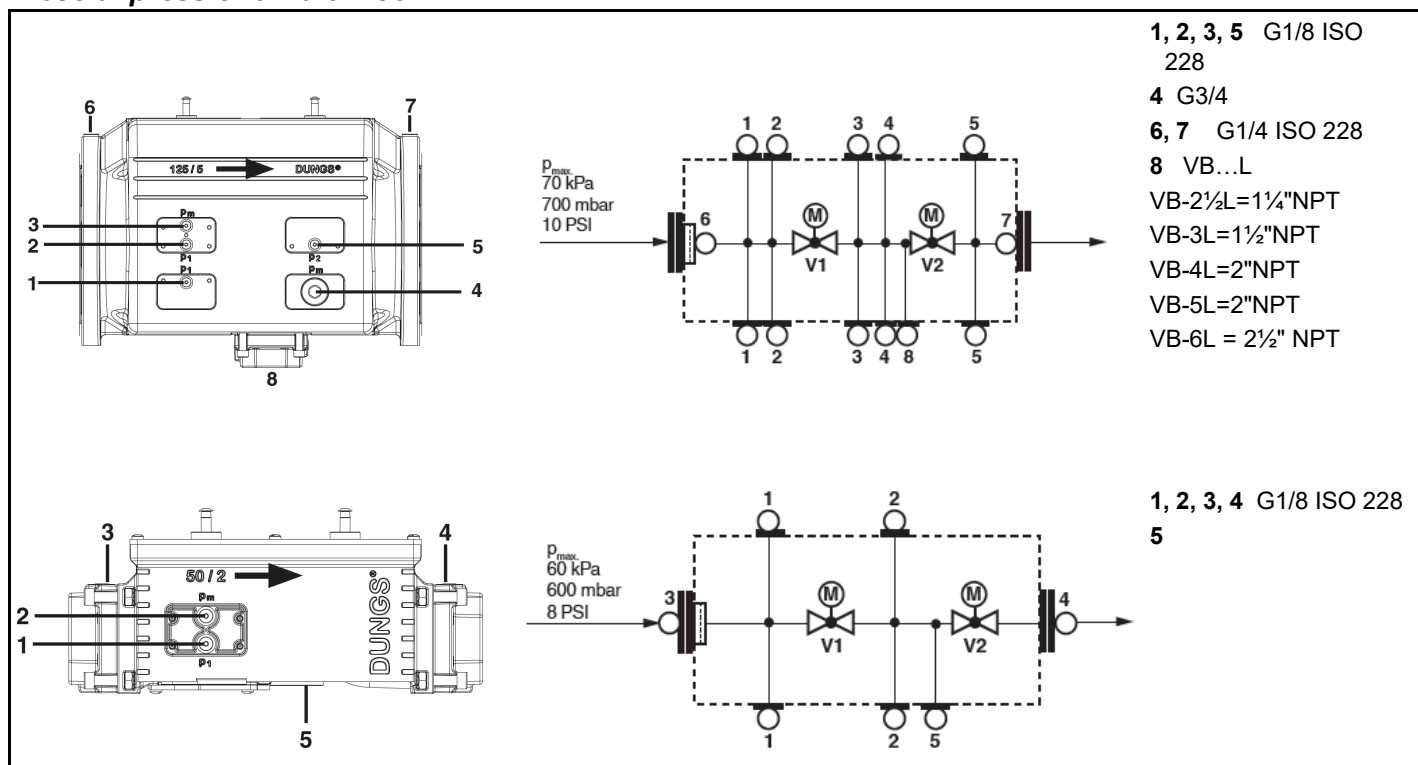 1, 2, 3, 5 G1/8 ISO
228
4 G3/4
6, 7 G1/4 ISO 228
8 VB...L
VB-2½L=1¼"NPT
VB-3L=1½"NPT
VB-4L=2"NPT
VB-5L=2"NPT
VB-6L = 2½" NPT
6
7
125 / 5
DUNGS®
Pm
3
2
P1
P1
1
5
P2
Pm
4
8
pmax.
70 kPa
700 mbar
10 PSI
1 2 3 4 5
6
M
M
7
V1
V2
1 2 3 4 8 5
3
4
50 / 2
DUNGS®
Pm
2
1
P1
5
pmax.
60 kPa
600 mbar
8 PSI
1 2
3
M
M
4
V1
V2
1 2 5
1, 2, 3, 4 G1/8 ISO 228
5